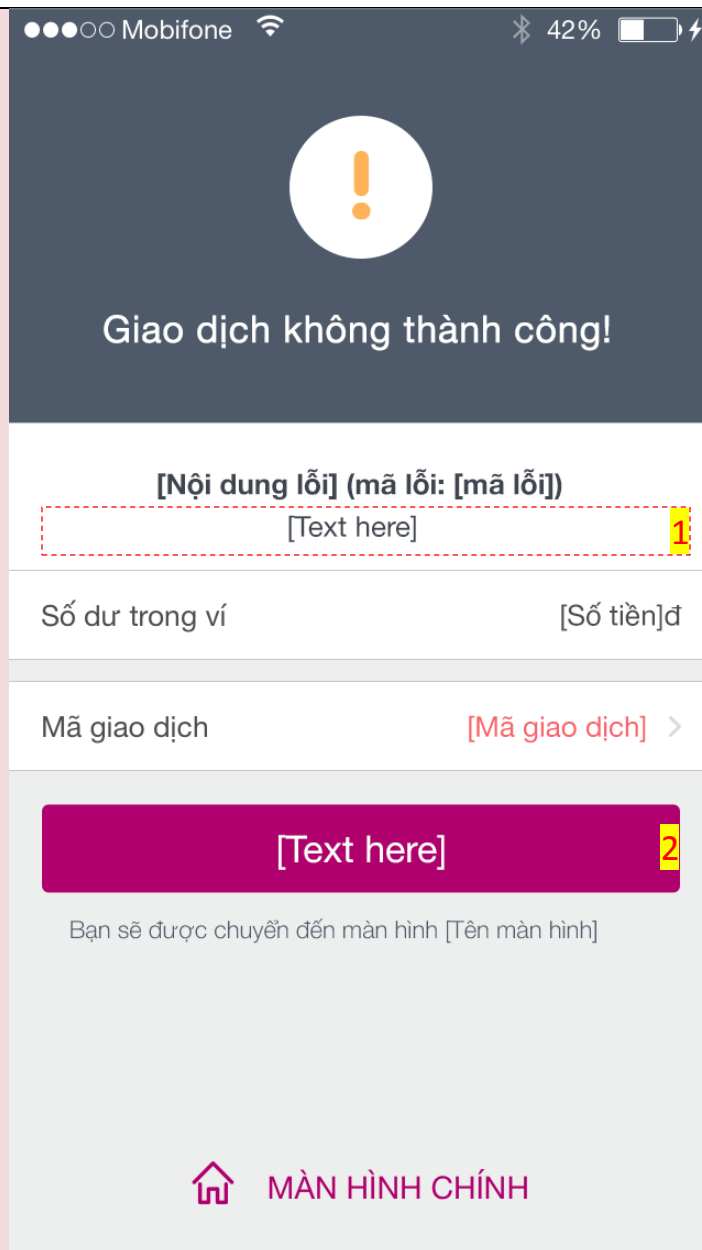 Mobifone 42%
!
Giao dịch không thành công!
[Nội dung lỗi] (mã lỗi: [mã lỗi])
[Text here] 1
Số dư trong ví [Số tiền]đ
Mã giao dịch [Mã giao dịch]
[Text here] 2
Bạn sẽ được chuyển đến màn hình [Tên màn hình]
MÀN HÌNH CHÍNH